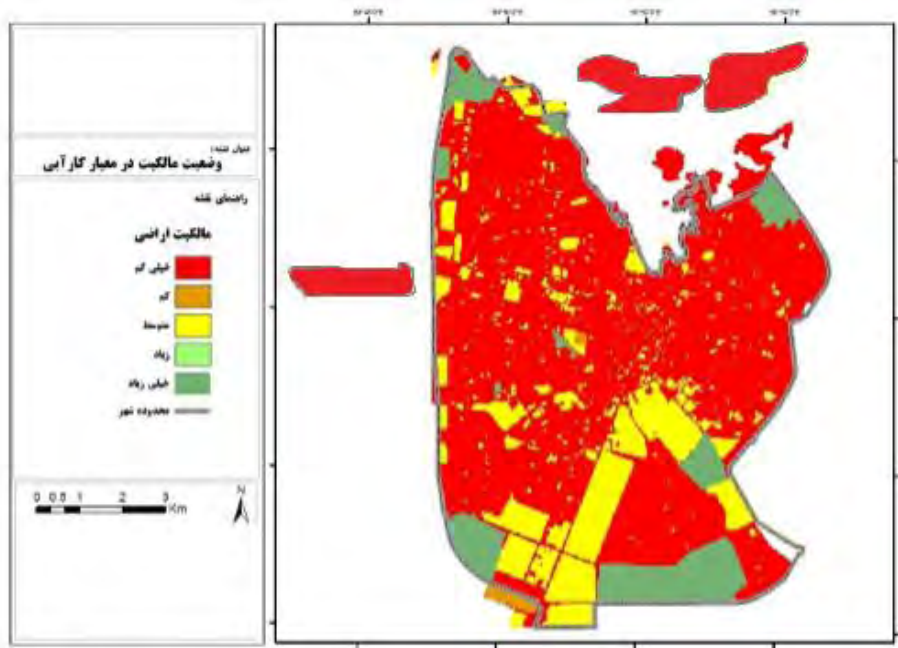 عنوان نقشه:
وضعیت مالکیت در معیار کارآیی
راهنمای نقشه
مالکیت اراضی
خیلی کم
کم
متوسط
زیاد
خیلی زیاد
محدوده شهر
0 0.5 1 2 3
Km
N